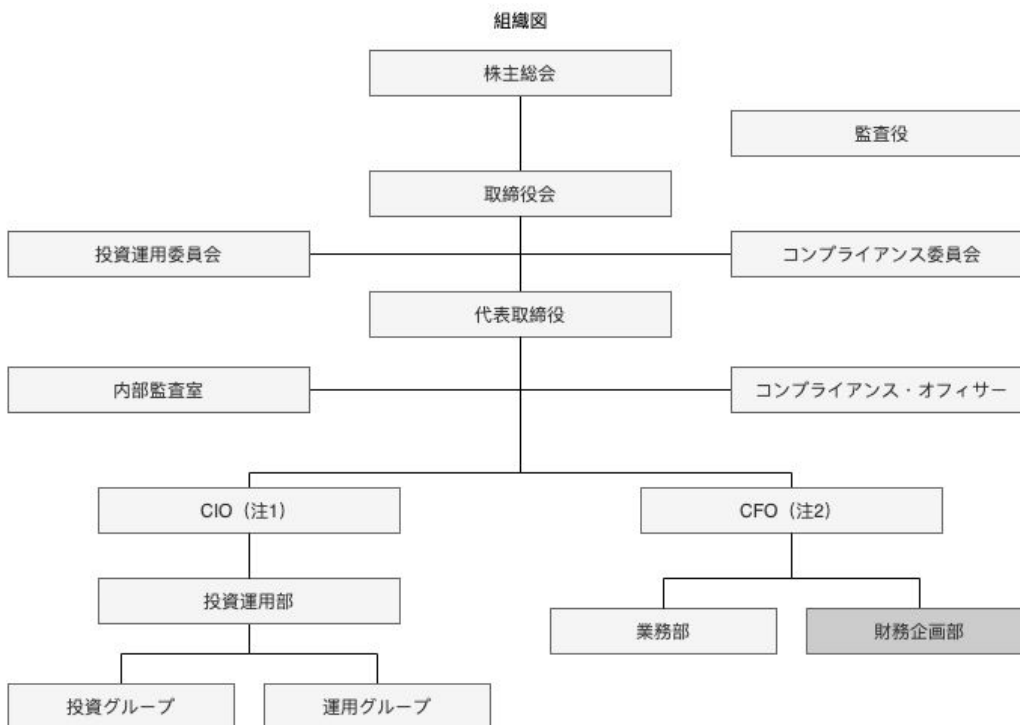 組織図
株主総会
監査役
取締役会
投資運用委員会
コンプライアンス委員会
代表取締役
内部監査室
コンプライアンス・オフィサー
CIO（注1）
CFO（注2）
投資運用部
業務部
財務企画部
投資グループ
運用グループ